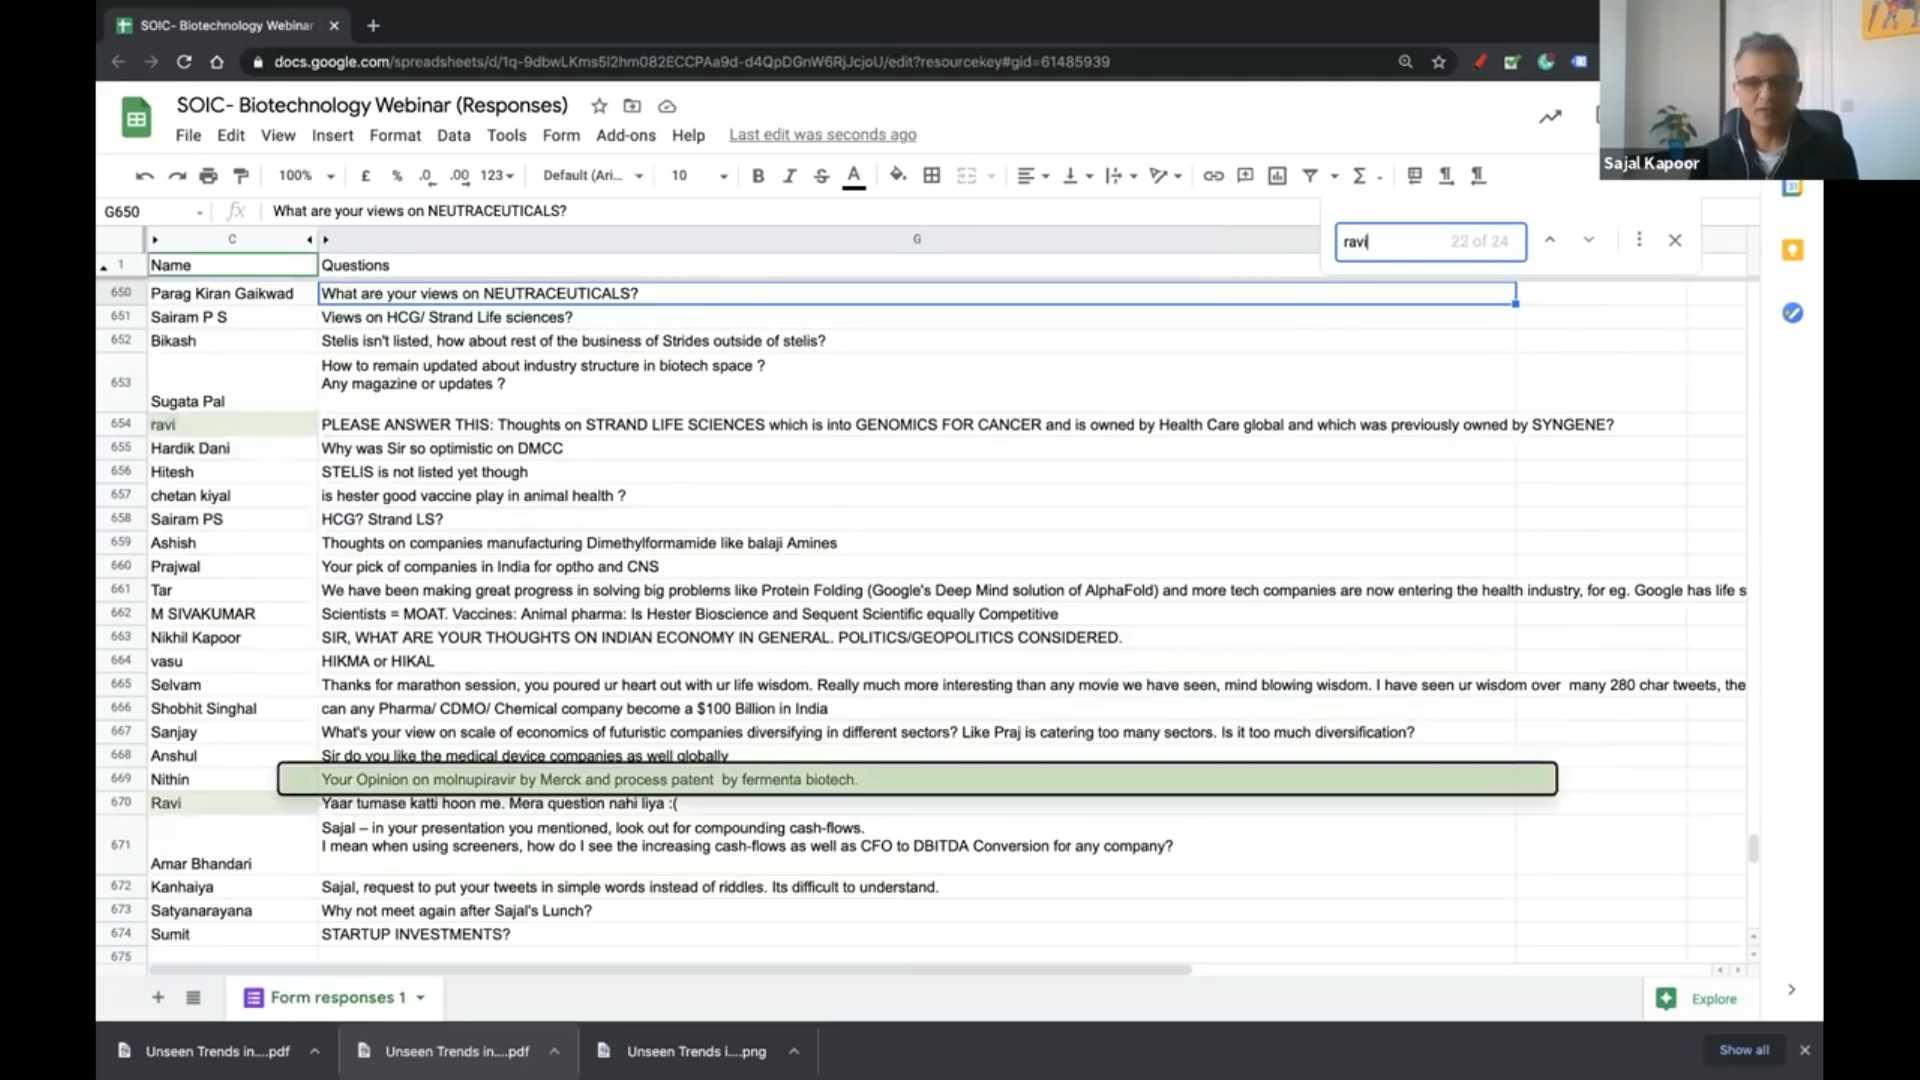 SOIC- Biotechnology Webinar
docs.google.com/spreadsheets/d/1q-9dbwLKms5l2hm082ECCPAa9d-d4QpDGnW6RjJcjoU/edit?resourcekey#gid=61485939
SOIC- Biotechnology Webinar (Responses)
File Edit View Insert Format Data Tools Form Add-ons Help Last edit was seconds ago
Sajal Kapoor
100% £ % .0 .00 123 Default (Ari... 10 B I S A
31
G650 fx What are your views on NEUTRACEUTICALS?
C G
ravi 22 of 24
1 Name Questions
650 Parag Kiran Gaikwad What are your views on NEUTRACEUTICALS?
651 Sairam P S Views on HCG/ Strand Life sciences?
652 Bikash Stelis isn't listed, how about rest of the business of Strides outside of stelis?
How to remain updated about industry structure in biotech space ?
653 Any magazine or updates ?
Sugata Pal
654 ravi PLEASE ANSWER THIS: Thoughts on STRAND LIFE SCIENCES which is into GENOMICS FOR CANCER and is owned by Health Care global and which was previously owned by SYNGENE?
655 Hardik Dani Why was Sir so optimistic on DMCC
656 Hitesh STELIS is not listed yet though
657 chetan kiyal is hester good vaccine play in animal health ?
658 Sairam PS HCG? Strand LS?
659 Ashish Thoughts on companies manufacturing Dimethylformamide like balaji Amines
660 Prajwal Your pick of companies in India for optho and CNS
661 Tar We have been making great progress in solving big problems like Protein Folding (Google's Deep Mind solution of AlphaFold) and more tech companies are now entering the health industry, for eg. Google has life s
662 M SIVAKUMAR Scientists = MOAT. Vaccines: Animal pharma: Is Hester Bioscience and Sequent Scientific equally Competitive
663 Nikhil Kapoor SIR, WHAT ARE YOUR THOUGHTS ON INDIAN ECONOMY IN GENERAL. POLITICS/GEOPOLITICS CONSIDERED.
664 vasu HIKMA or HIKAL
665 Selvam Thanks for marathon session, you poured ur heart out with ur life wisdom. Really much more interesting than any movie we have seen, mind blowing wisdom. I have seen ur wisdom over many 280 char tweets, the
666 Shobhit Singhal can any Pharma/ CDMO/ Chemical company become a $100 Billion in India
667 Sanjay What's your view on scale of economics of futuristic companies diversifying in different sectors? Like Praj is catering too many sectors. Is it too much diversification?
668 Anshul Sir do you like the medical device companies as well globally
669 Nithin Your Opinion on molnupiravir by Merck and process patent by fermenta biotech.
670 Ravi Yaar tumase katti hoon me. Mera question nahi liya :(
Sajal – in your presentation you mentioned, look out for compounding cash-flows.
671 I mean when using screeners, how do I see the increasing cash-flows as well as CFO to DBITDA Conversion for any company?
Amar Bhandari
672 Kanhaiya Sajal, request to put your tweets in simple words instead of riddles. Its difficult to understand.
673 Satyanarayana Why not meet again after Sajal's Lunch?
674 Sumit STARTUP INVESTMENTS?
675
Form responses 1 Explore
Unseen Trends in....pdf Unseen Trends in....pdf Unseen Trends i....png Show all